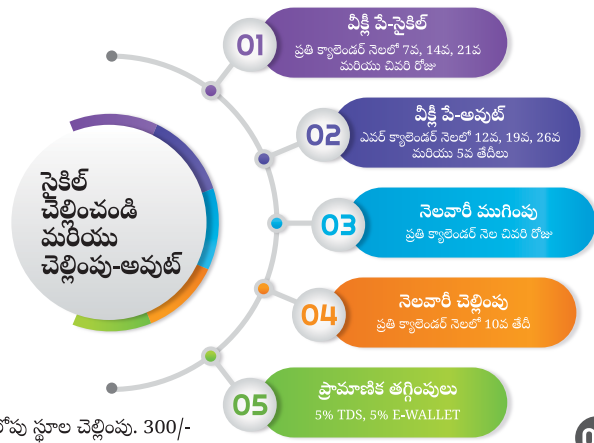 సైకిల్
చెల్లించండి
మరియు
చెల్లింపు-అవుట్
01
వీక్లీ పే-సైకిల్
ప్రతి క్యాలెండర్ నెలలో 7వ, 14వ, 21వ
మరియు చివరి రోజు
02
వీక్లీ పే-అవుట్
ఎవర్ క్యాలెండర్ నెలలో 12వ, 19వ, 26వ
మరియు 5వ తేదీలు
03
నెలవారీ ముగింపు
ప్రతి క్యాలెండర్ నెల చివరి రోజు
04
నెలవారీ చెల్లింపు
ప్రతి క్యాలెండర్ నెలలో 10వ తేదీ
05
ప్రామాణిక తగ్గింపులు
5% TDS, 5% E-WALLET
స్థూల చెల్లింపు. 300/-